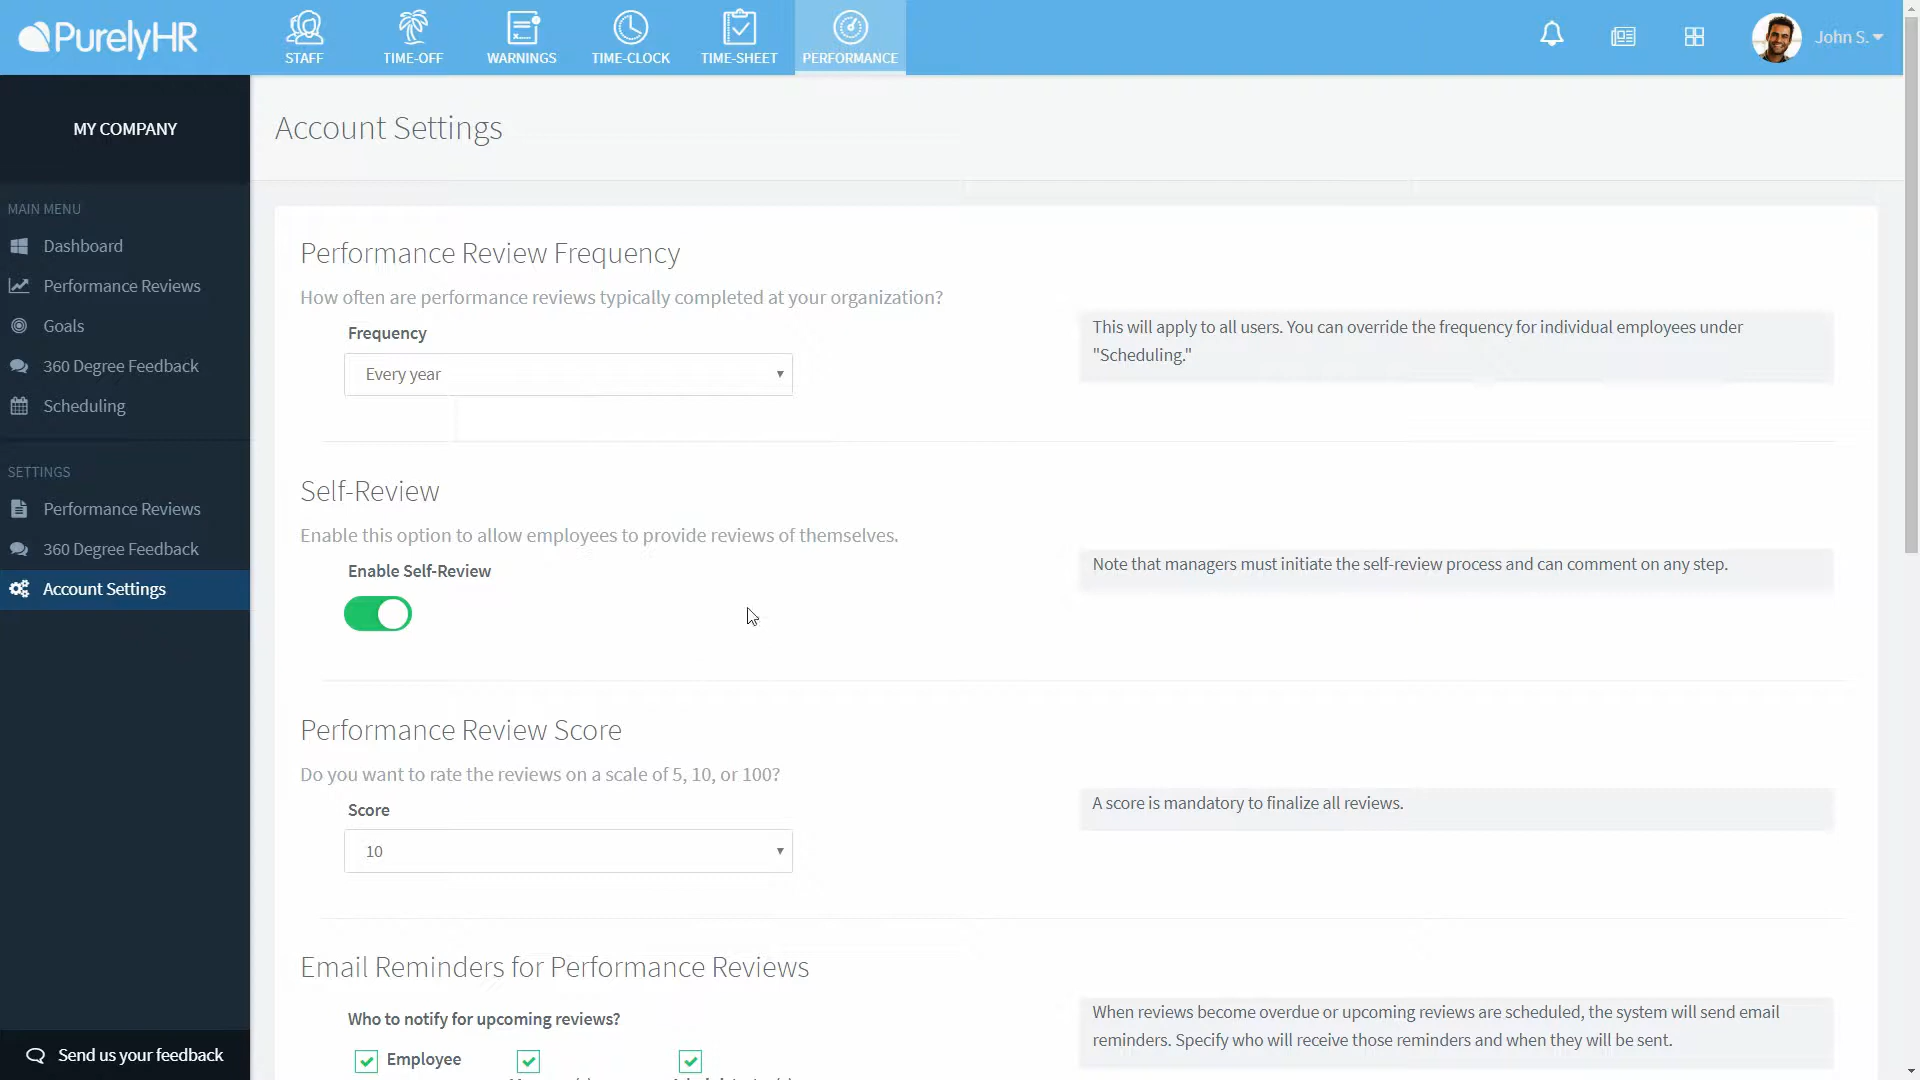 PurelyHR
STAFF
TIME-OFF
WARNINGS
TIME-CLOCK
TIME-SHEET
PERFORMANCE
John S.
MY COMPANY
MAIN MENU
Dashboard
Performance Reviews
Goals
360 Degree Feedback
Scheduling
SETTINGS
Performance Reviews
360 Degree Feedback
Account Settings
Send us your feedback
Account Settings
Performance Review Frequency
How often are performance reviews typically completed at your organization?
Frequency
Every year
This will apply to all users. You can override the frequency for individual employees under
"Scheduling."
Self-Review
Enable this option to allow employees to provide reviews of themselves.
Enable Self-Review
Note that managers must initiate the self-review process and can comment on any step.
Performance Review Score
Do you want to rate the reviews on a scale of 5, 10, or 100?
Score
10
A score is mandatory to finalize all reviews.
Email Reminders for Performance Reviews
Who to notify for upcoming reviews?
Employee
When reviews become overdue or upcoming reviews are scheduled, the system will send email
reminders. Specify who will receive those reminders and when they will be sent.